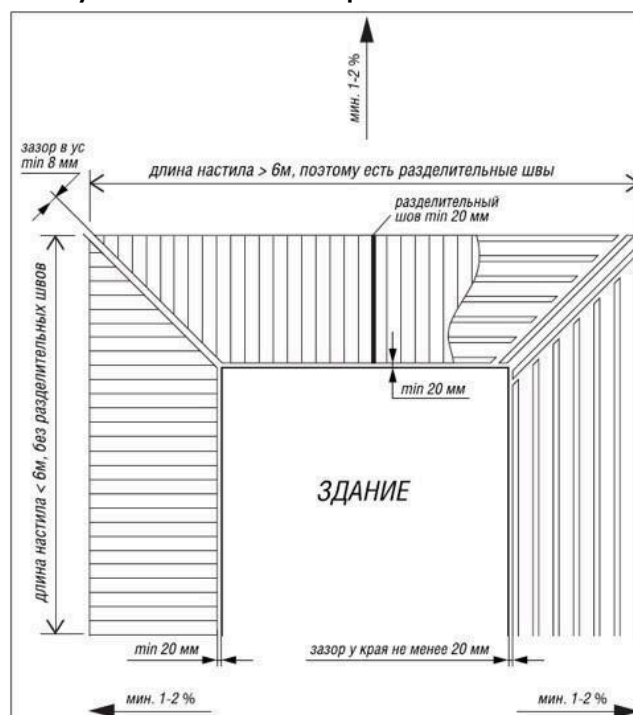 мин. 1-2 %
зазор в ус
min 8 мм
длина настила > 6м, поэтому есть разделительные швы
разделительный
шов min 20 мм
длина настила < 6м, без разделительных швов
min 20 мм
ЗДАНИЕ
min 20 мм
зазор у края не менее 20 мм
мин. 1-2 %
мин. 1-2 %